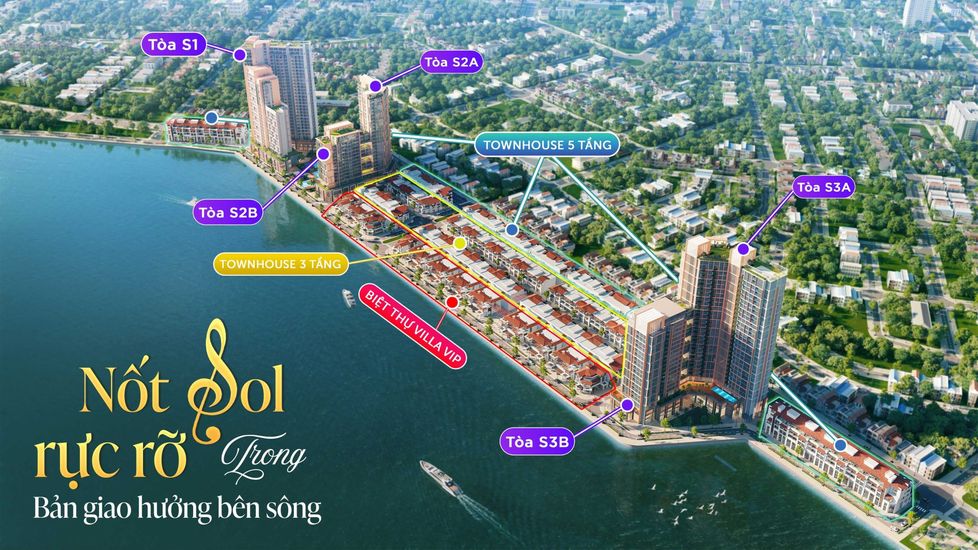 Tòa S1
Tòa S2A
TOWNHOUSE 5 TẦNG
Tòa S3A
Tòa S2B
TOWNHOUSE 3 TẦNG
BIỆT THỰ VILLA VIP
Nốt Sol
rực rỡ Trong
Bản giao hưởng bên sông
Tòa S3B